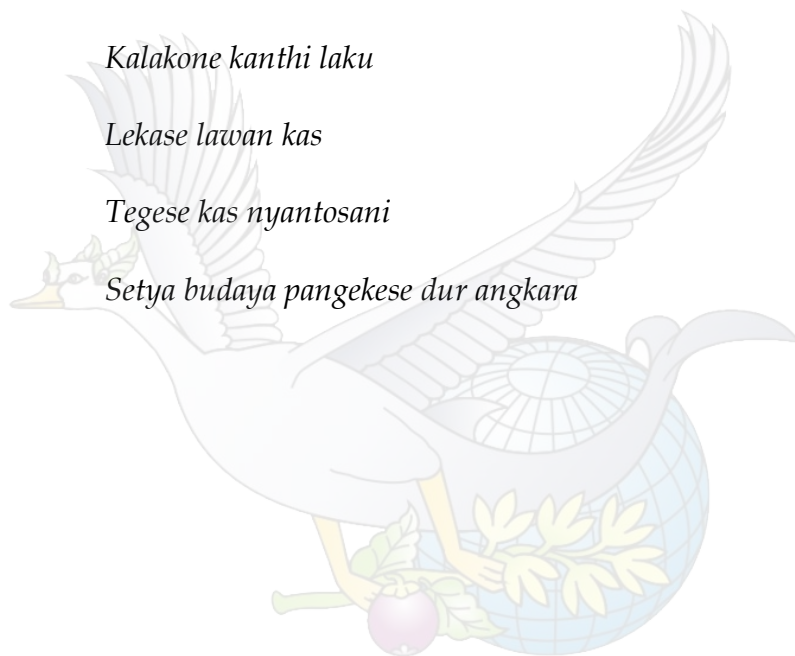 Kalakone kanthi laku
Lekase lawan kas
Tegese kas nyantosani
Setya budaya pangekese dur angkara